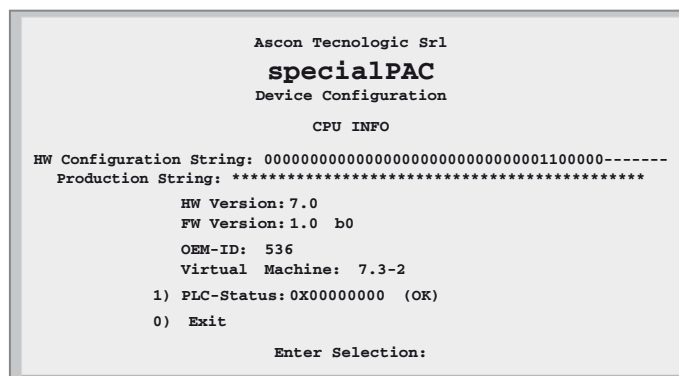 Ascon Tecnologic Srl
specialPAC
Device Configuration
CPU INFO
HW Configuration String: 0000000000000000000000000000001100000-------
Production String: *********************************************
HW Version: 7.0
FW Version: 1.0 b0
OEM-ID: 536
Virtual Machine: 7.3-2
1) PLC-Status: 0X00000000 (OK)
0) Exit
Enter Selection: